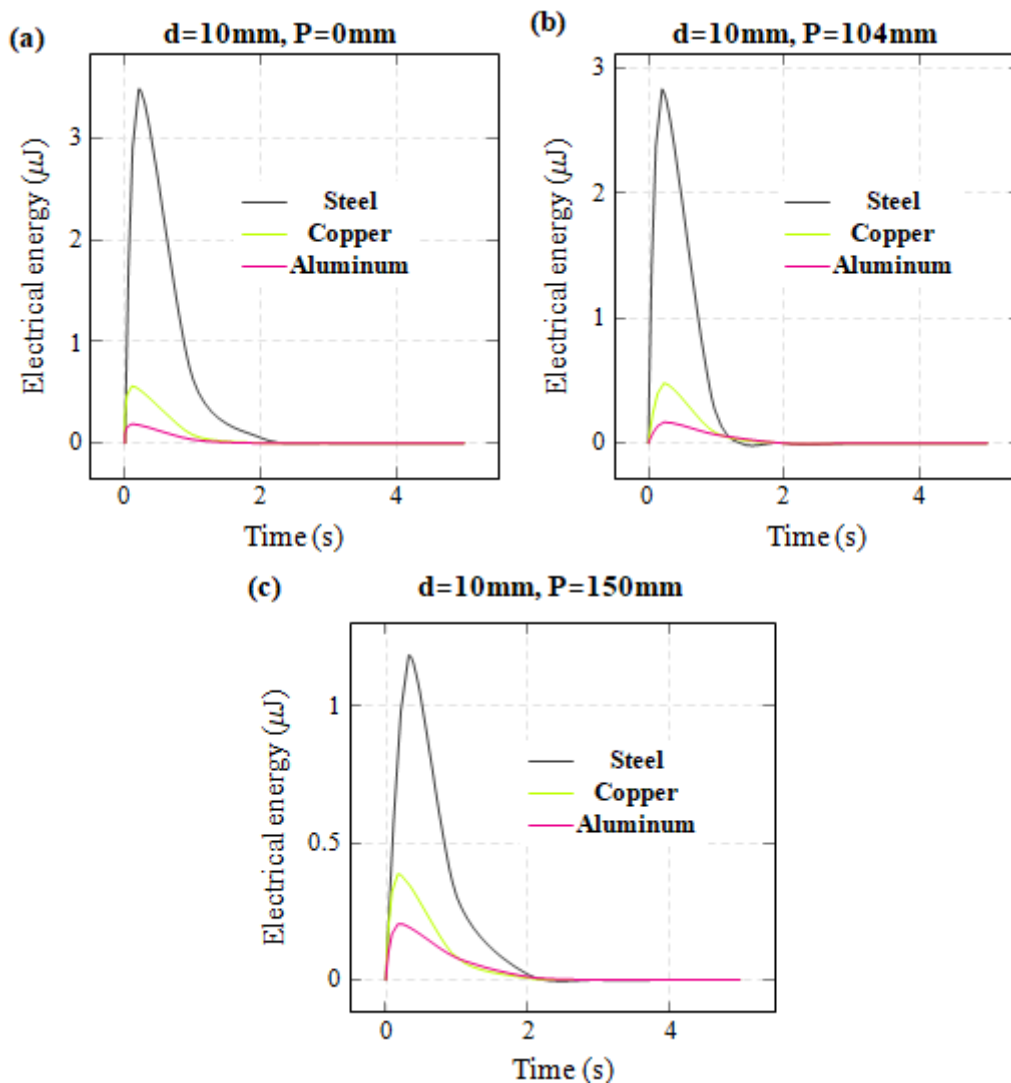 (a)
d=10mm, P=0mm
Electrical energy (μJ)
3
2
1
0
Steel
Copper
Aluminum
0 2 4
Time (s)
(b)
d=10mm, P=104mm
Electrical energy (μJ)
3
2
1
0
Steel
Copper
Aluminum
0 2 4
Time (s)
(c)
d=10mm, P=150mm
Electrical energy (μJ)
1
0.5
0
Steel
Copper
Aluminum
0 2 4
Time (s)